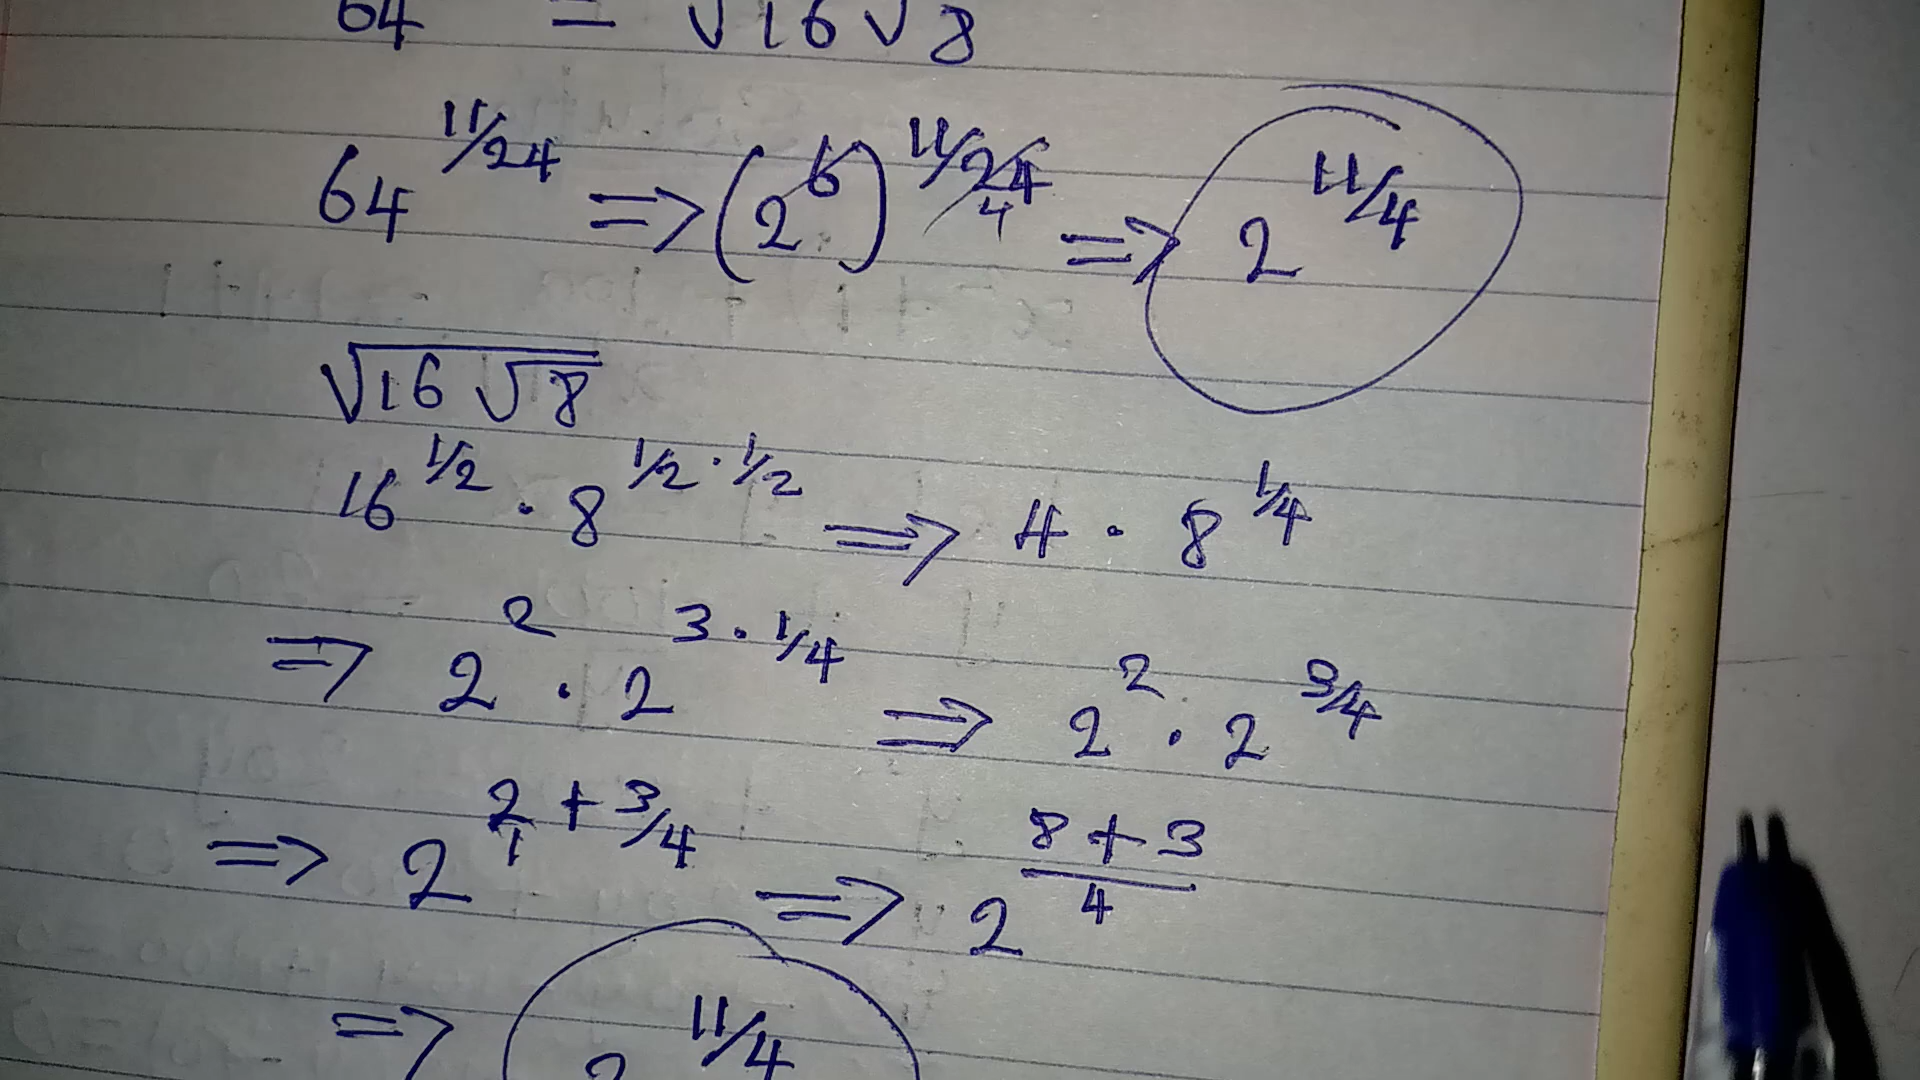 64 = √16√8
64^11/24 ⇒ (2^6)^11/24/4 ⇒ 2^11/4
√16√8
16^1/2 · 8^1/2·1/2 ⇒ 4 · 8^1/4
⇒ 2^2 · 2^3·1/4 ⇒ 2^2 · 2^3/4
⇒ 2^2/1+3/4 ⇒ 2^(8+3)/4
⇒ 2^11/4